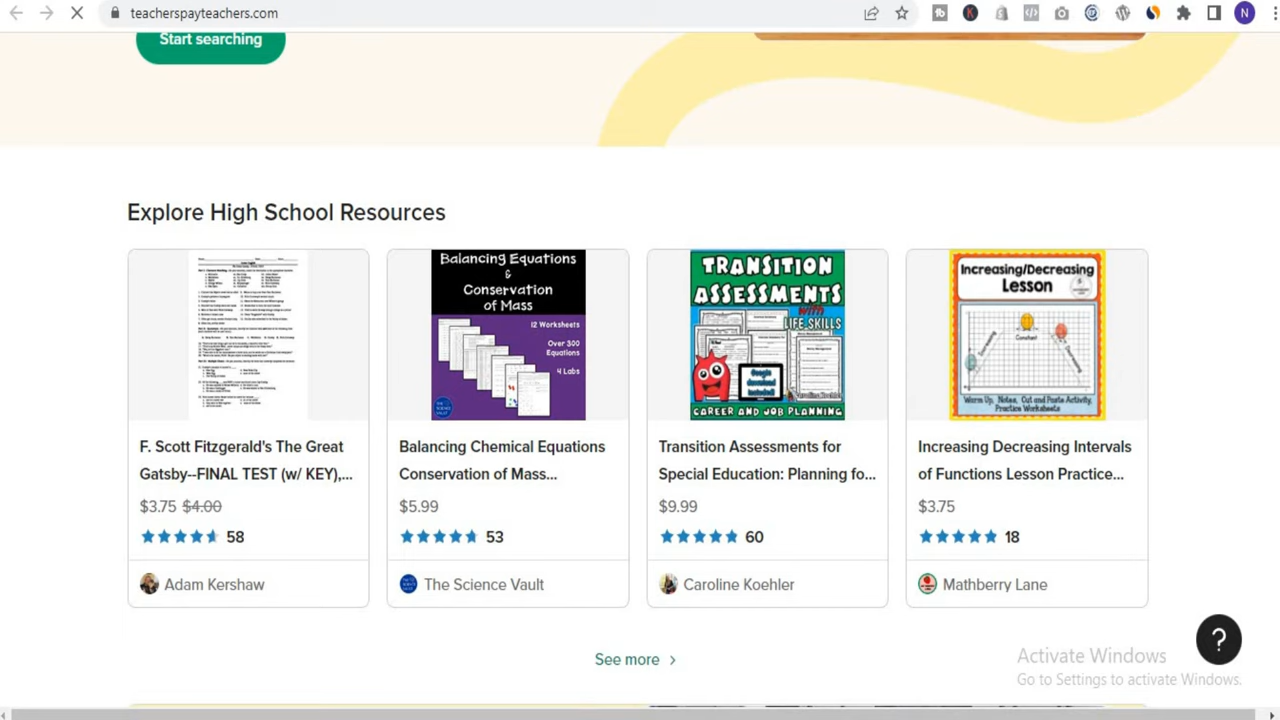 teacherspayteachers.com
N
Start searching
Explore High School Resources
Balancing Equations
&
Conservation
of Mass
12 Worksheets
Over 300
Equations
4 Labs
TRANSITION
ASSESSMENTS
with
LIFE SKILLS
CAREER AND JOB PLANNING
Increasing/Decreasing
Lesson
Constant
Warm Up, Notes, Cut and Paste Activity,
Practice Worksheets
F. Scott Fitzgerald's The Great
Gatsby--FINAL TEST (w/ KEY),...
$3.75 $4.00
58
Adam Kershaw
Balancing Chemical Equations
Conservation of Mass...
$5.99
53
The Science Vault
Transition Assessments for
Special Education: Planning fo...
$9.99
60
Caroline Koehler
Increasing Decreasing Intervals
of Functions Lesson Practice...
$3.75
18
Mathberry Lane
See more
?
Activate Windows
Go to Settings to activate Windows.